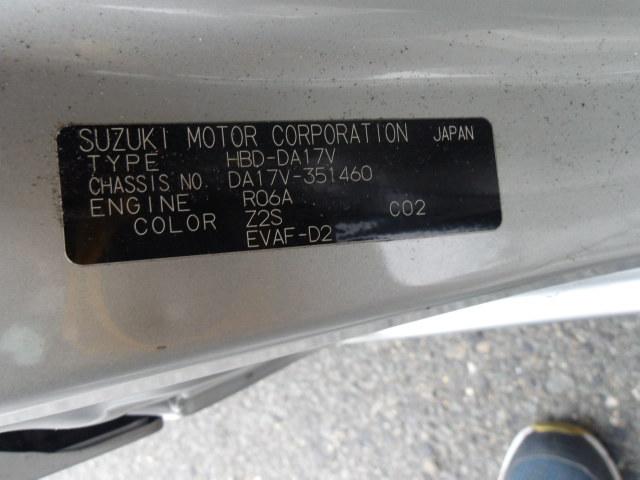 SUZUKI MOTOR CORPORATION JAPAN
TYPE HBD-DA17V
CHASSIS NO. DA17V-351460
ENGINE R06A
COLOR Z2S C02
EVAF-D2